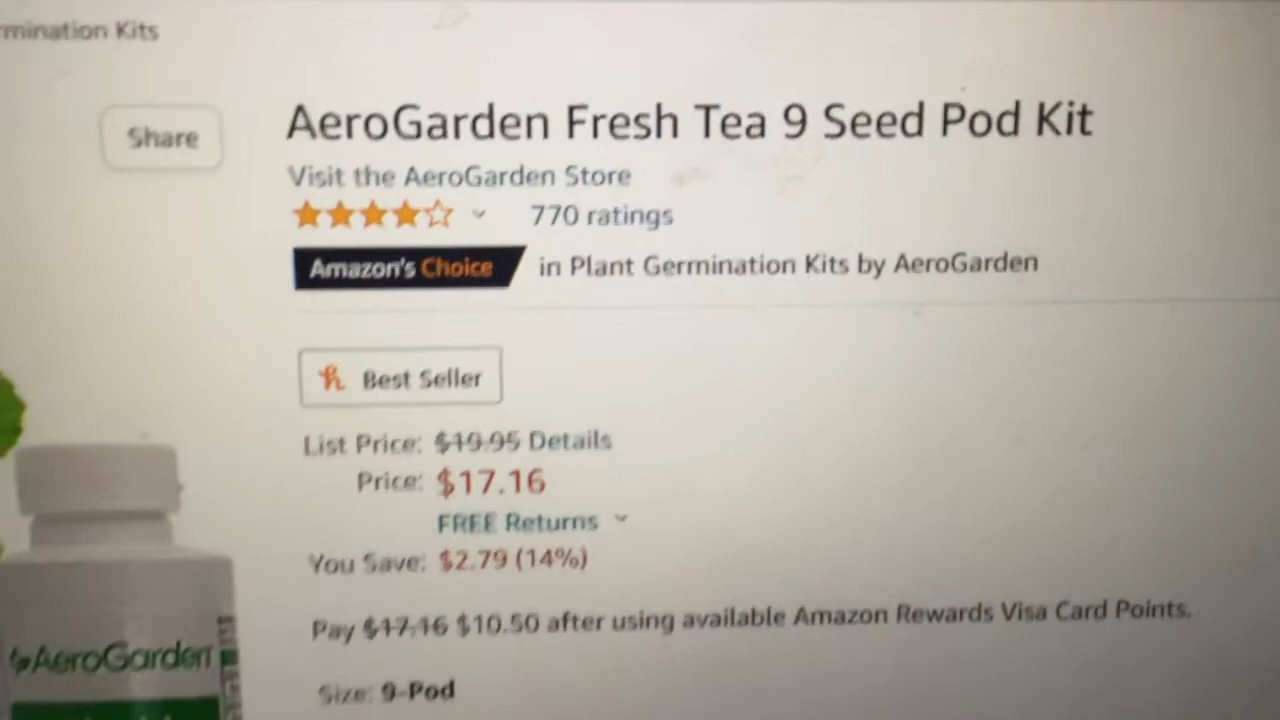 mination Kits
Share
AeroGarden Fresh Tea 9 Seed Pod Kit
Visit the AeroGarden Store
770 ratings
Amazon's Choice in Plant Germination Kits by AeroGarden
Best Seller
List Price: $19.95 Details
Price: $17.16
FREE Returns
You Save: $2.79 (14%)
Pay $17.16 $10.50 after using available Amazon Rewards Visa Card Points.
AeroGarden
Size: 9-Pod